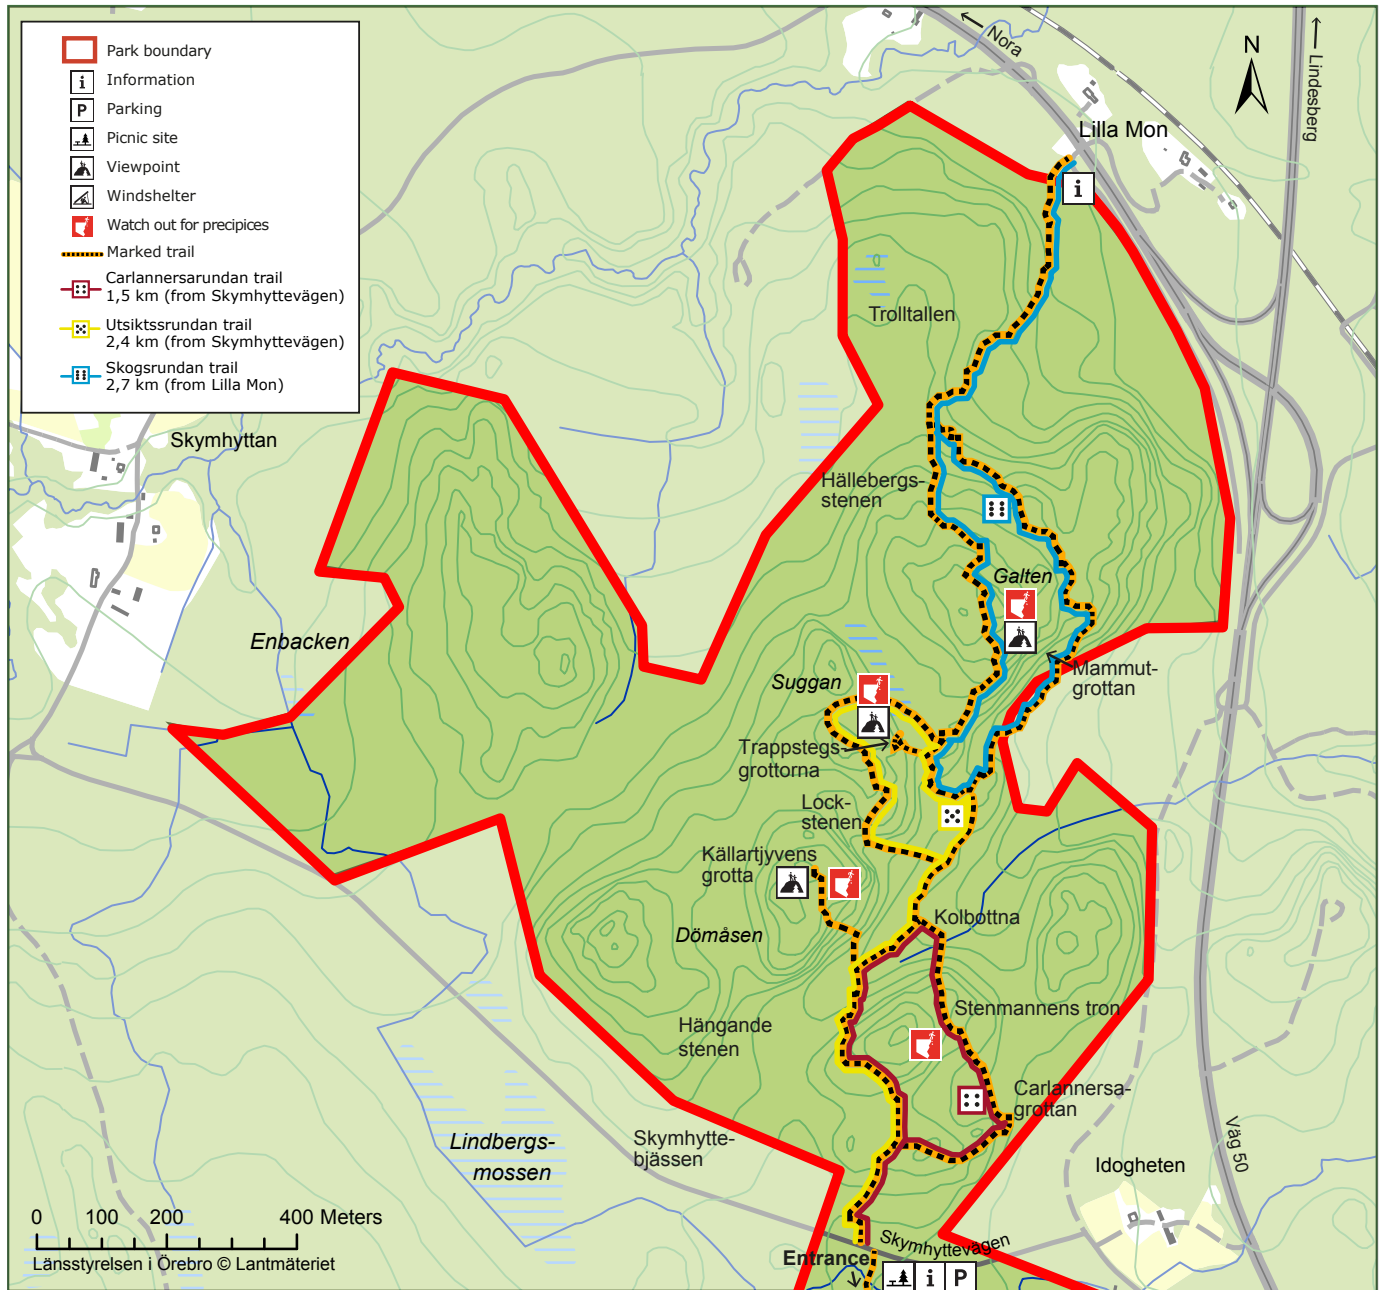 Park boundary
i
Information
P
Parking
Picnic site
Viewpoint
Windshelter
Watch out for precipices
Marked trail
Carlannersarundan trail
1,5 km (from Skymhyttevägen)
Utsiktssrundan trail
2,4 km (from Skymhyttevägen)
Skogsrundan trail
2,7 km (from Lilla Mon)
Nora
N
Lindesberg
Lilla Mon
i
Trolltallen
Skymhyttan
Hällebergs-
stenen
Galten
Enbacken
Mammut-
grottan
Suggan
Trappstegs-
grottorna
Lock-
stenen
Källartjyvens
grotta
Kolbottna
Dömåsen
Stenmannens tron
Hängande
stenen
Carlannersa-
grottan
Lindbergs-
mossen
Skymhytte-
bjässen
Väg 50
Idogheten
0 100 200 400 Meters
Skymhyttevägen
Entrance
Länsstyrelsen i Örebro © Lantmäteriet
i P